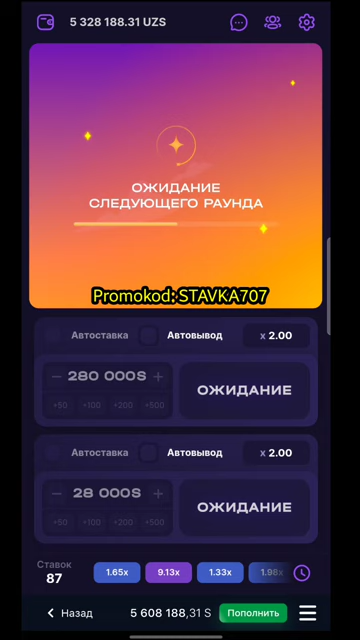 5 328 188.31 UZS
ОЖИДАНИЕ
СЛЕДУЮЩЕГО РАУНДА
Promokod: STAVKA707
Автоставка Автовывод x 2.00
− 280 000S +
+50 +100 +200 +500
ОЖИДАНИЕ
Автоставка Автовывод x 2.00
− 28 000S +
+50 +100 +200 +500
ОЖИДАНИЕ
Ставок
87
1.65x 9.13x 1.33x 1.98x
Назад 5 608 188,31 S Пополнить